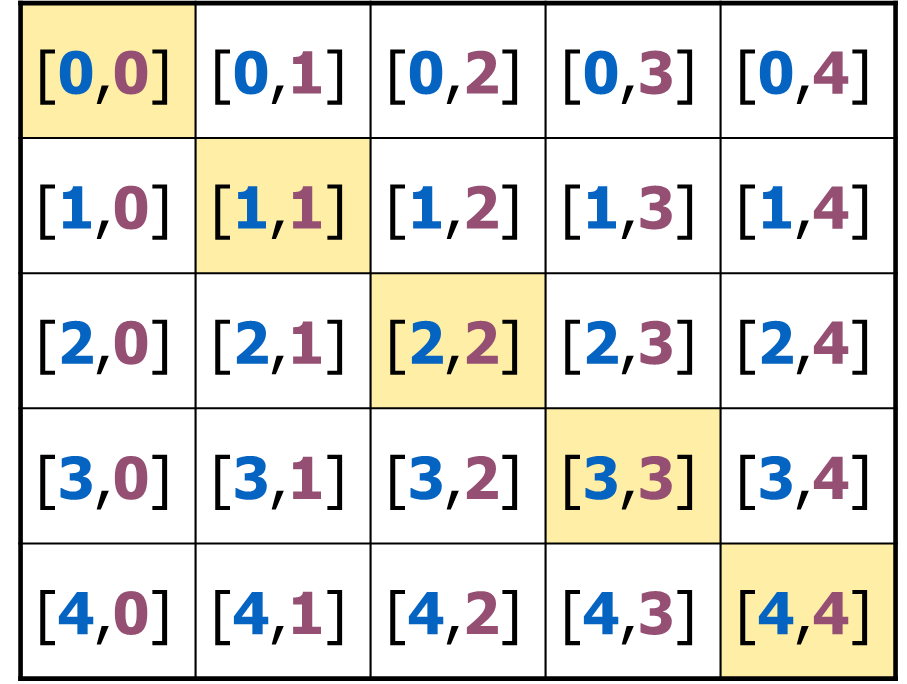 [0,0] [0,1] [0,2] [0,3] [0,4]
[1,0] [1,1] [1,2] [1,3] [1,4]
[2,0] [2,1] [2,2] [2,3] [2,4]
[3,0] [3,1] [3,2] [3,3] [3,4]
[4,0] [4,1] [4,2] [4,3] [4,4]